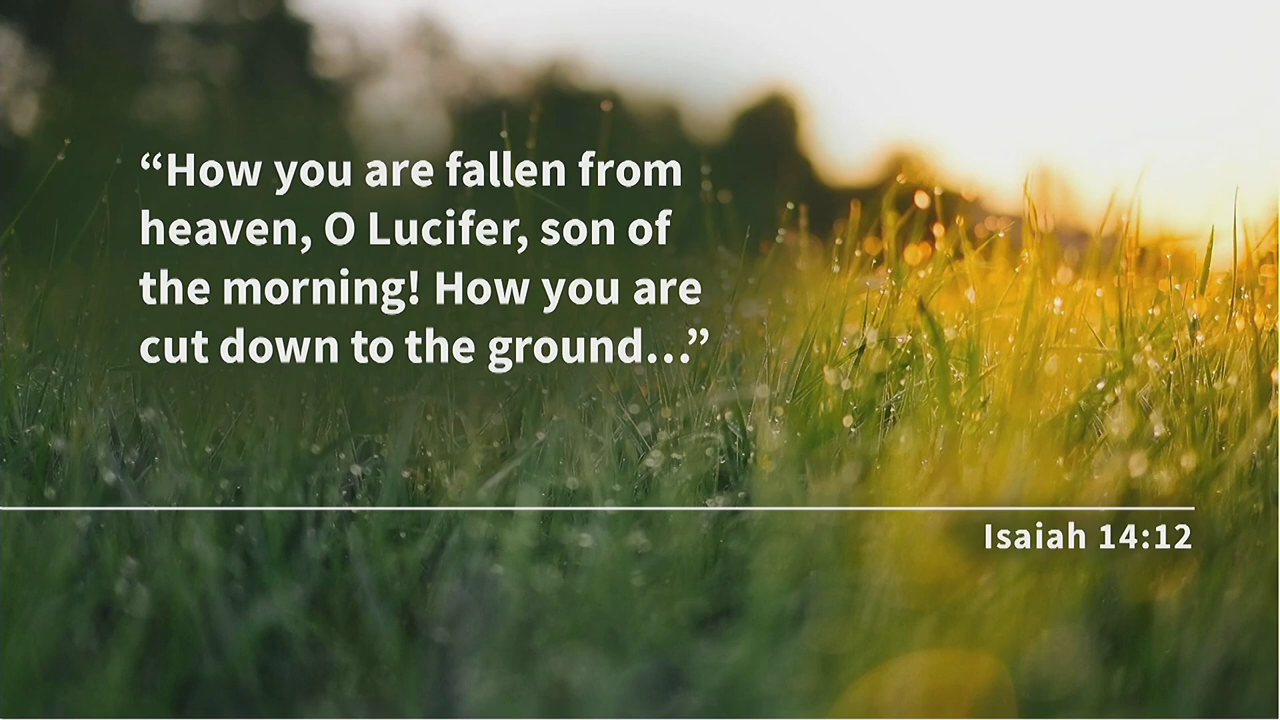 “How you are fallen from
heaven, O Lucifer, son of
the morning! How you are
cut down to the ground…”
Isaiah 14:12